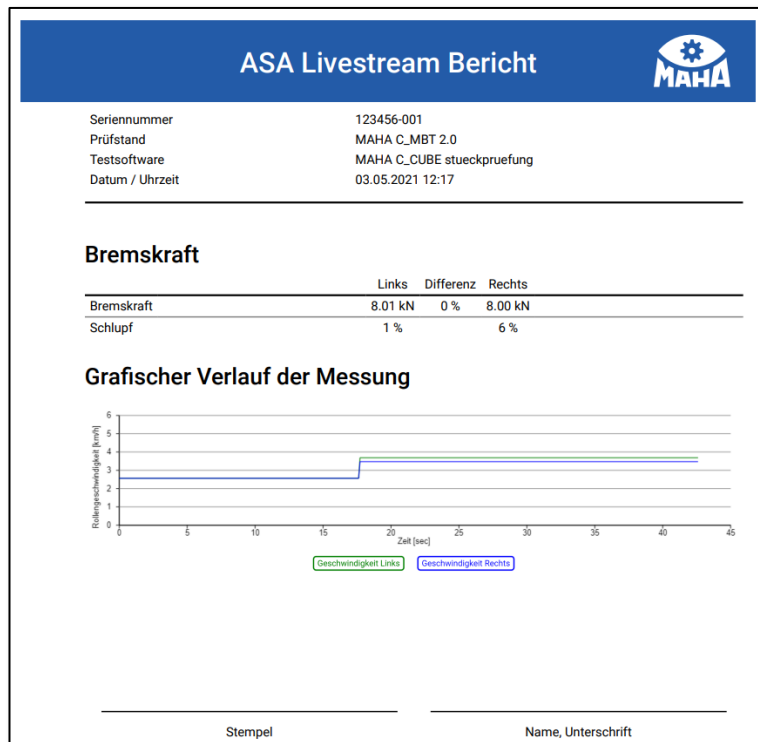 ASA Livestream Bericht
MAHA
Seriennummer 123456-001
Prüfstand MAHA C_MBT 2.0
Testsoftware MAHA C_CUBE stueckpruefung
Datum / Uhrzeit 03.05.2021 12:17
Bremskraft
Links Differenz Rechts
Bremskraft 8.01 kN 0 % 8.00 kN
Schlupf 1 % 6 %
Grafischer Verlauf der Messung
Rollengeschwindigkeit [km/h]
6
5
4
3
2
1
0
0 5 10 15 20 25 30 35 40 45
Zeit [sec]
Geschwindigkeit Links Geschwindigkeit Rechts
Stempel Name, Unterschrift